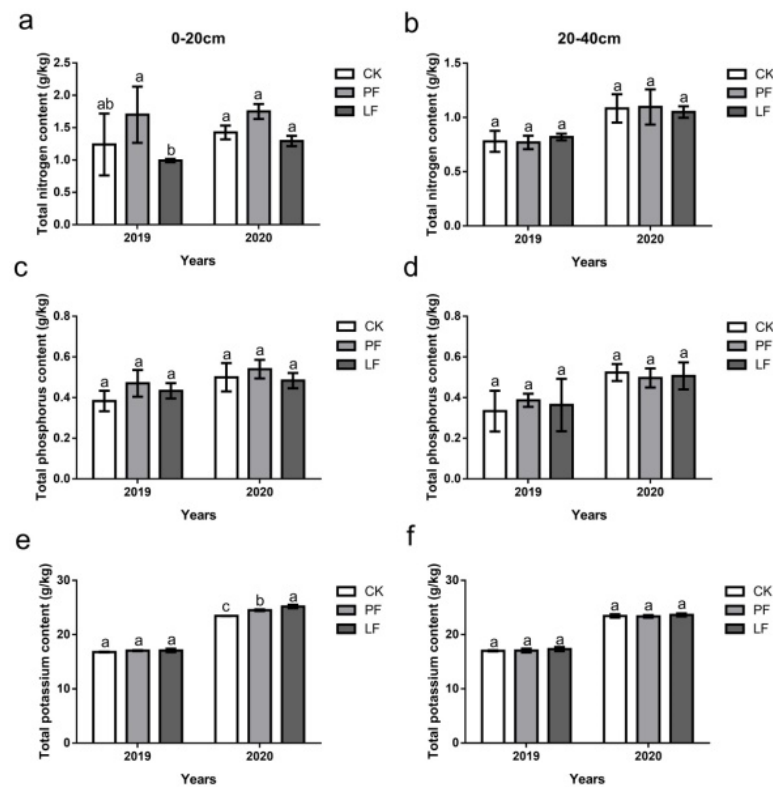 a
0-20cm
Total nitrogen content (g/kg)
2.5
2.0
1.5
1.0
0.5
0.0
ab
a
b
a
a
a
2019
2020
Years
CK
PF
LF
b
20-40cm
Total nitrogen content (g/kg)
1.5
1.0
0.5
0.0
a
a
a
a
a
a
2019
2020
Years
CK
PF
LF
c
Total phosphorus content (g/kg)
0.8
0.6
0.4
0.2
0.0
a
a
a
a
a
a
2019
2020
Years
CK
PF
LF
d
Total phosphorus content (g/kg)
0.8
0.6
0.4
0.2
0.0
a
a
a
a
a
a
2019
2020
Years
CK
PF
LF
e
Total potassium content (g/kg)
30
20
10
0
a
a
a
c
b
a
2019
2020
Years
CK
PF
LF
f
Total potassium content (g/kg)
30
20
10
0
a
a
a
a
a
a
2019
2020
Years
CK
PF
LF